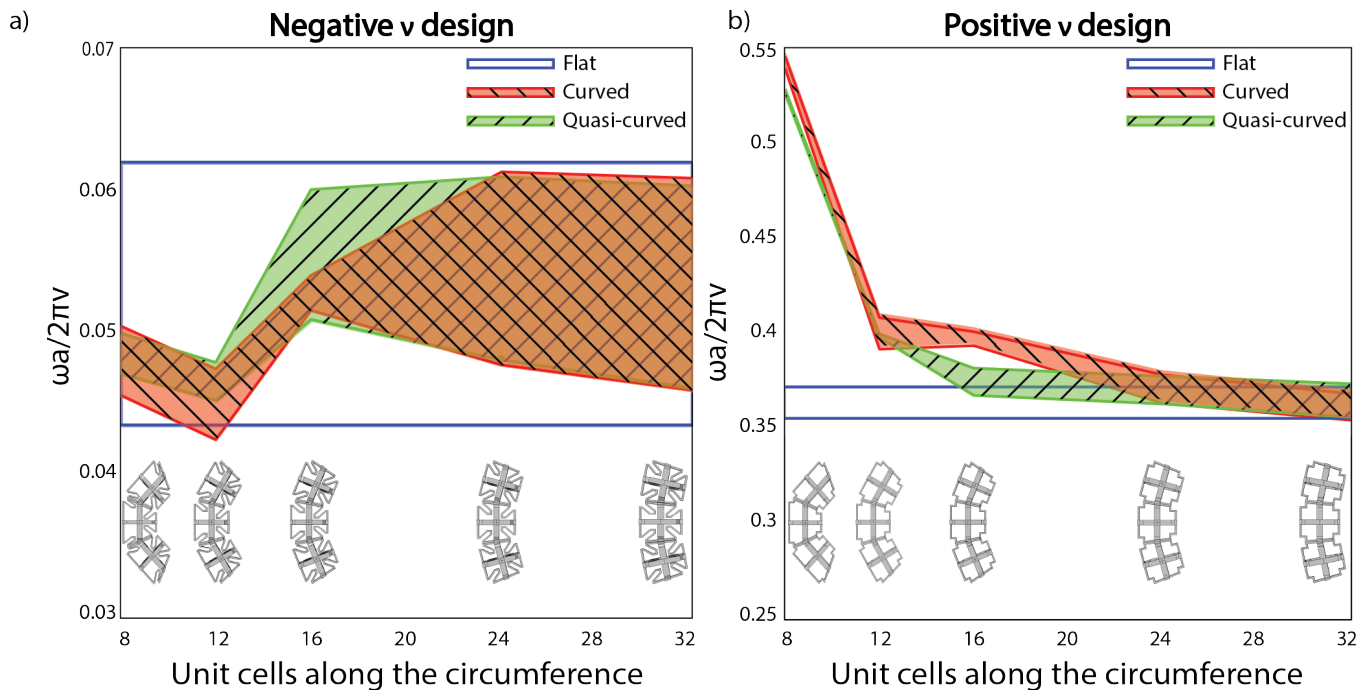 a)
Negative ν design
0.07
0.06
0.05
0.04
0.03
ωa/2πv
Flat
Curved
Quasi-curved
8
12
16
20
24
28
32
Unit cells along the circumference
b)
Positive ν design
0.55
0.5
0.45
0.4
0.35
0.3
0.25
ωa/2πv
Flat
Curved
Quasi-curved
8
12
16
20
24
28
32
Unit cells along the circumference